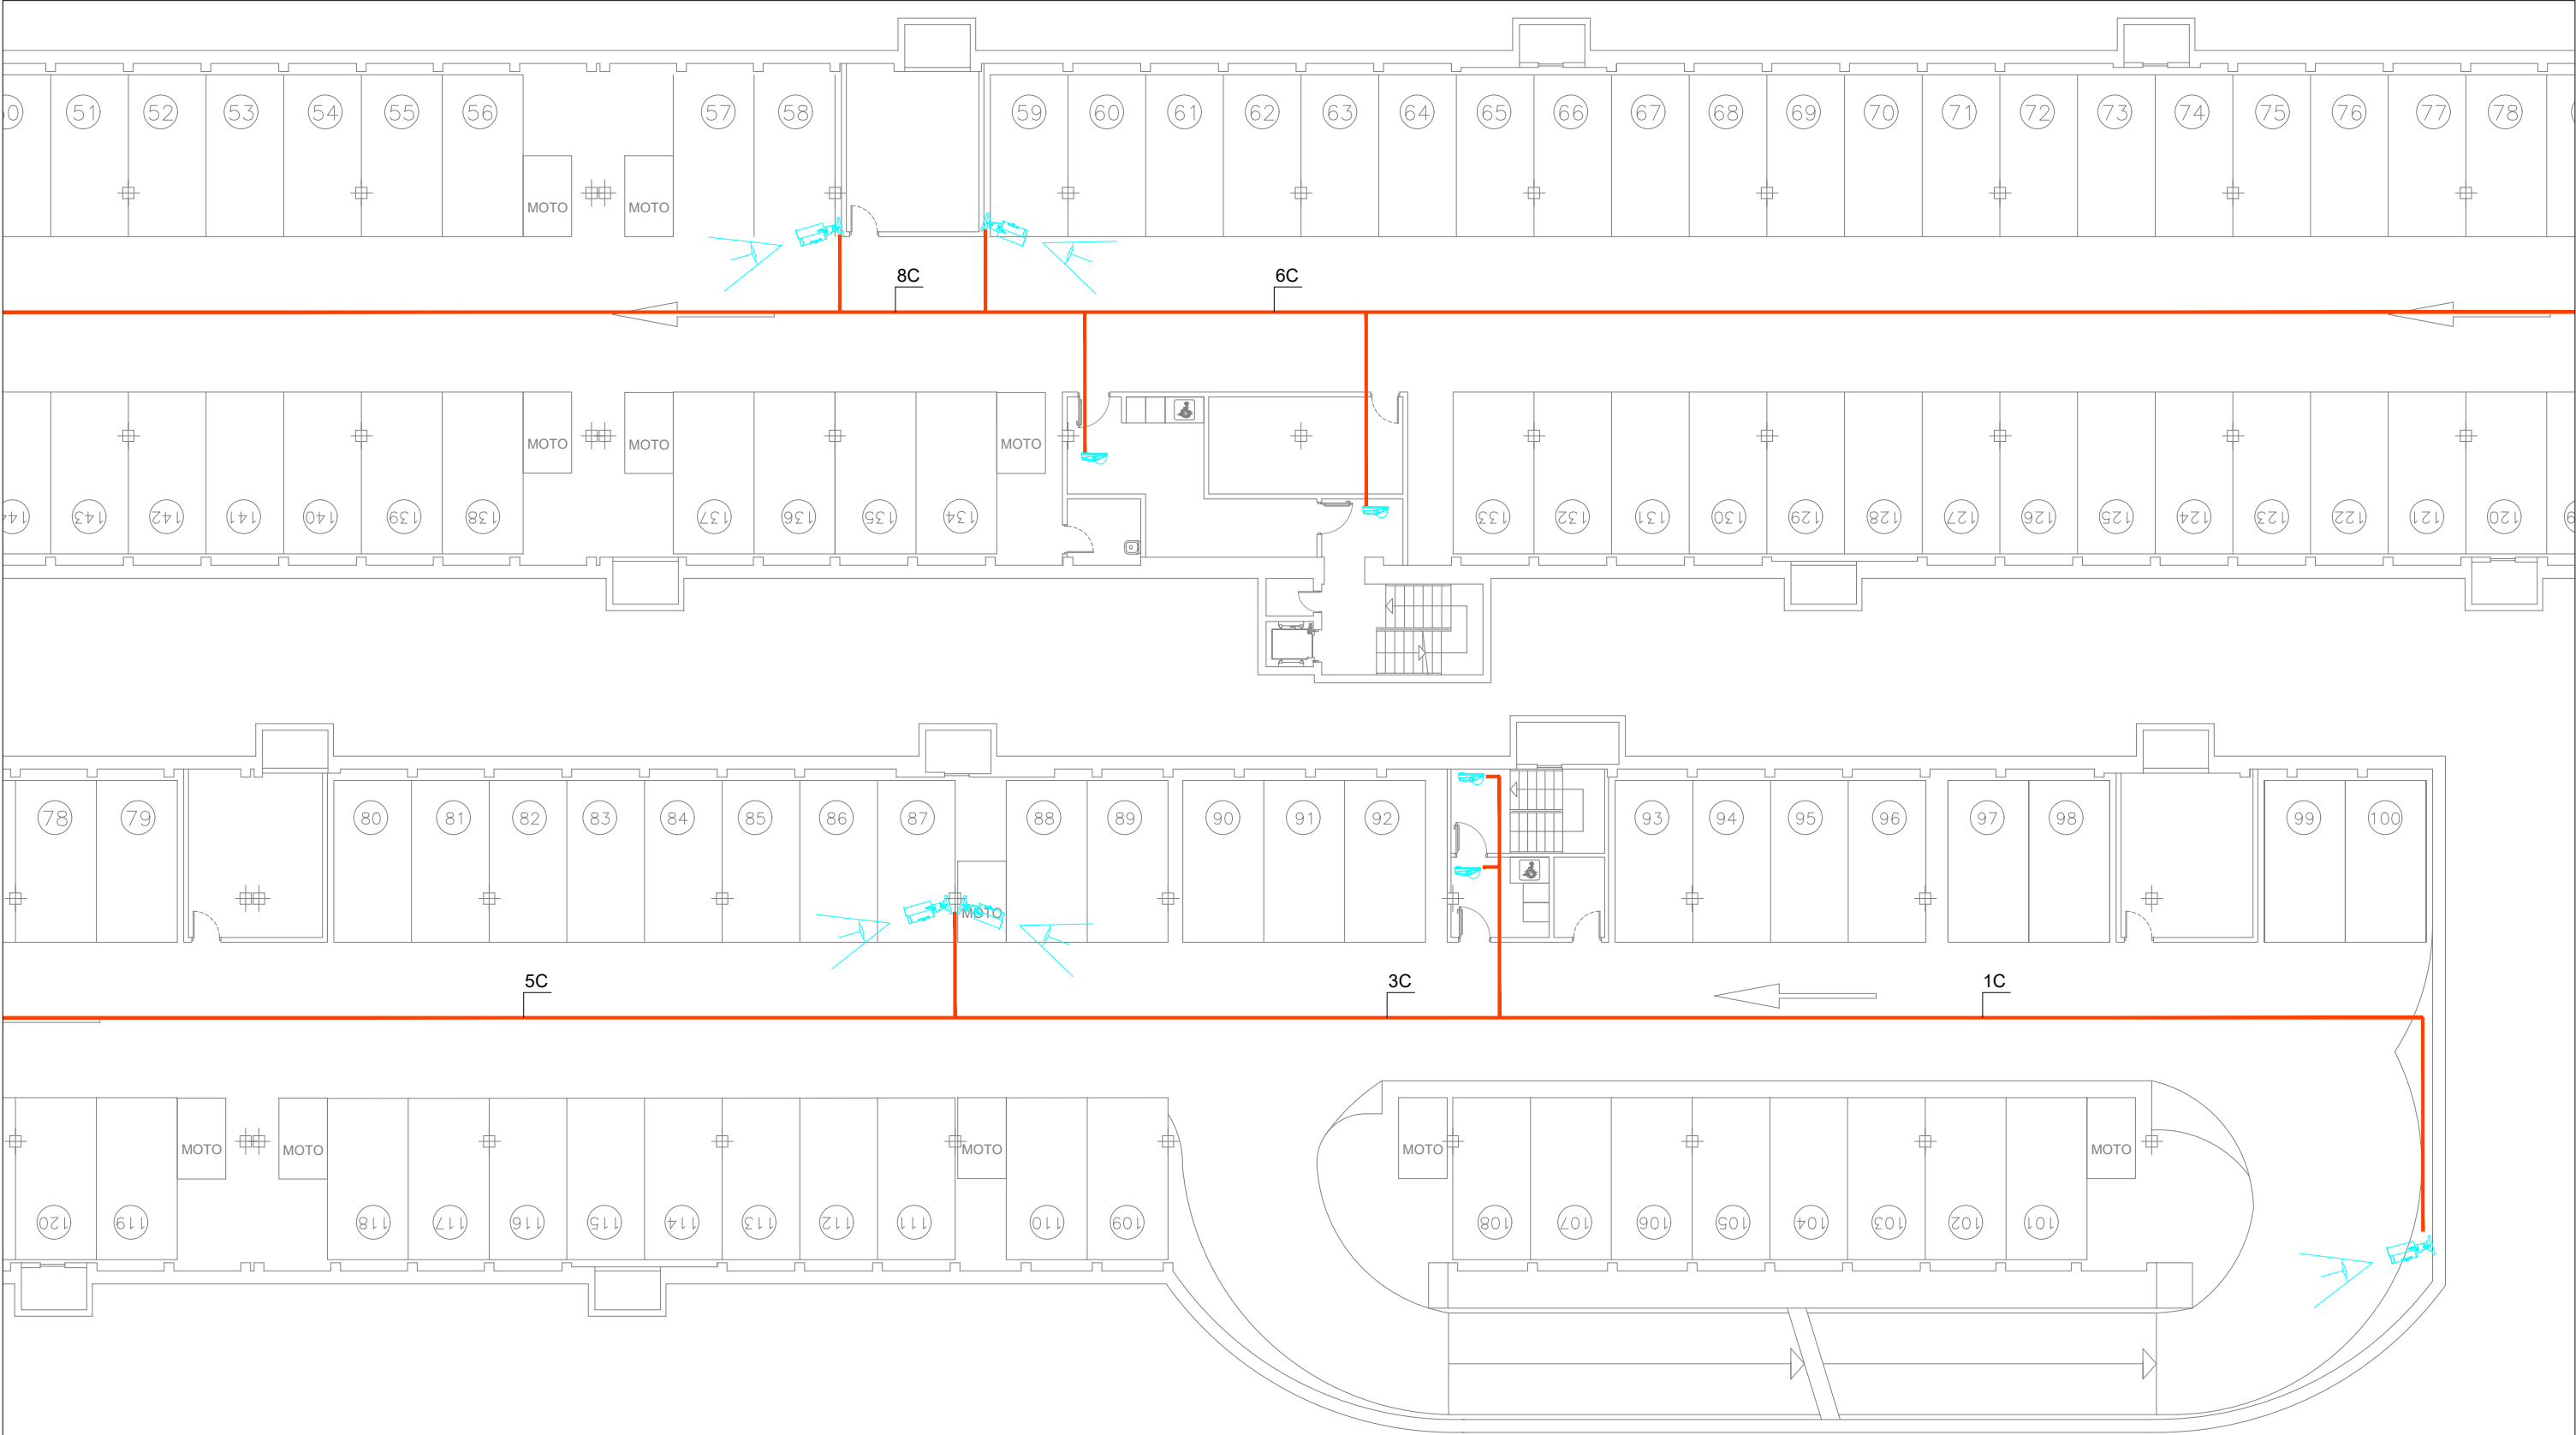 51 52 53 54 55 56 57 58 59 60 61 62 63 64 65 66 67 68 69 70 71 72 73 74 75 76 77 78
MOTO MOTO
8C 6C
MOTO MOTO MOTO
143 142 141 140 139 138 137 136 135 134 133 132 131 130 129 128 127 126 125 124 123 122 121 120
78 79 80 81 82 83 84 85 86 87 88 89 90 91 92 93 94 95 96 97 98 99 100
MOTO
5C 3C 1C
MOTO MOTO MOTO MOTO MOTO
120 119 118 117 116 115 114 113 112 111 110 109 108 107 106 105 104 103 102 101